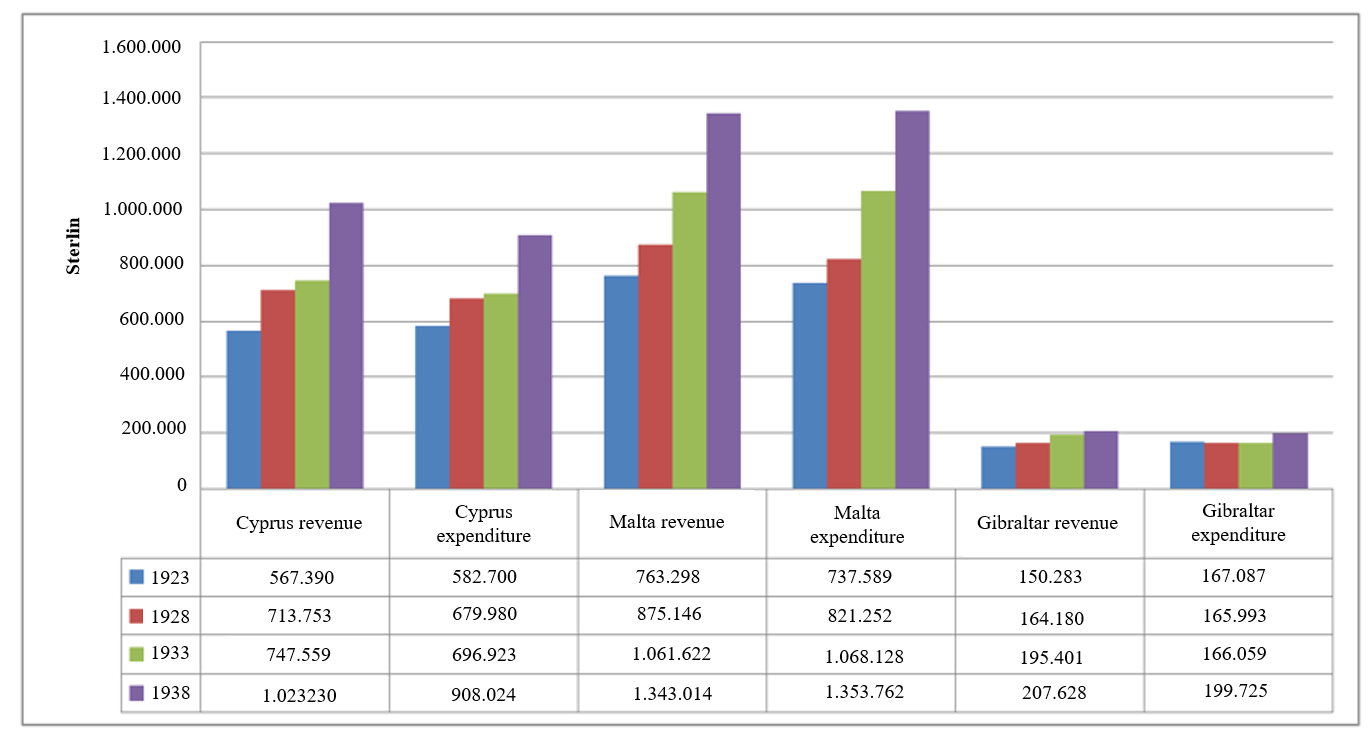 1.600.000
1.400.000
1.200.000
1.000.000
800.000
600.000
400.000
200.000
0
Sterlin
Cyprus revenue
Cyprus
expenditure
Malta revenue
Malta
expenditure
Gibraltar revenue
Gibraltar
expenditure
1923 567.390 582.700 763.298 737.589 150.283 167.087
1928 713.753 679.980 875.146 821.252 164.180 165.993
1933 747.559 696.923 1.061.622 1.068.128 195.401 166.059
1938 1.023230 908.024 1.343.014 1.353.762 207.628 199.725